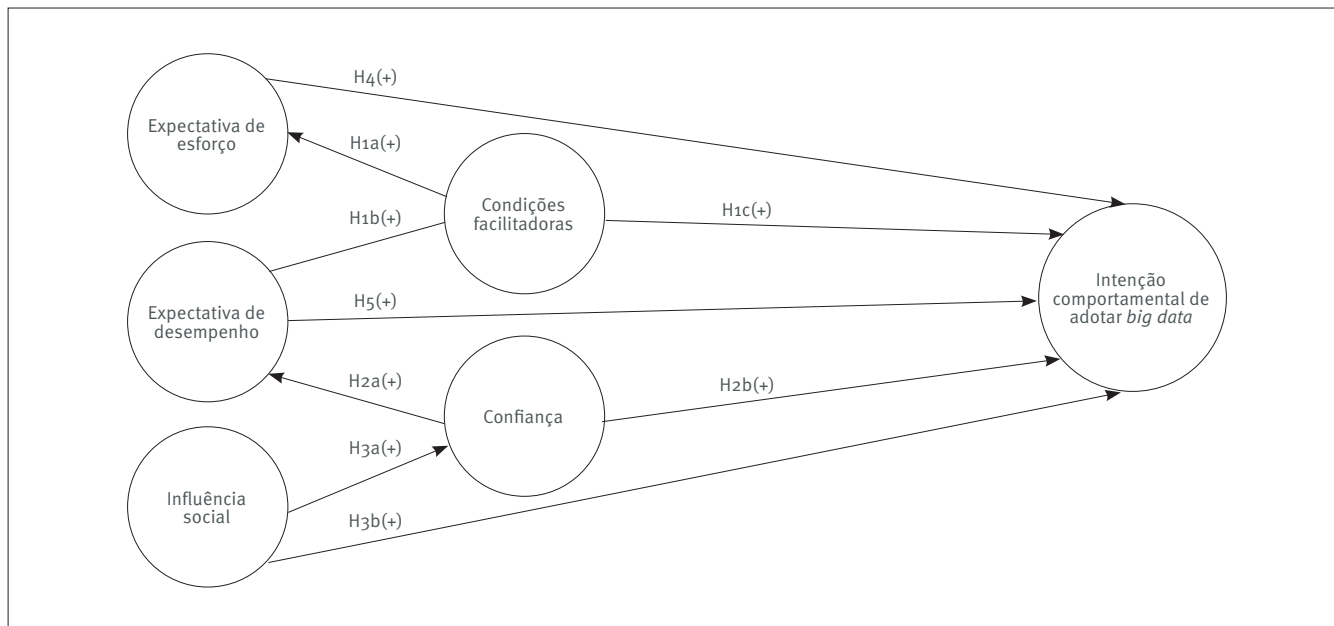 H4(+)
Expectativa de
esforço
H1a(+)
Condições
facilitadoras
H1b(+)
H1c(+)
Expectativa de
desempenho
H5(+)
Intenção
comportamental de
adotar big data
H2a(+)
Confiança
H2b(+)
H3a(+)
Influência
social
H3b(+)